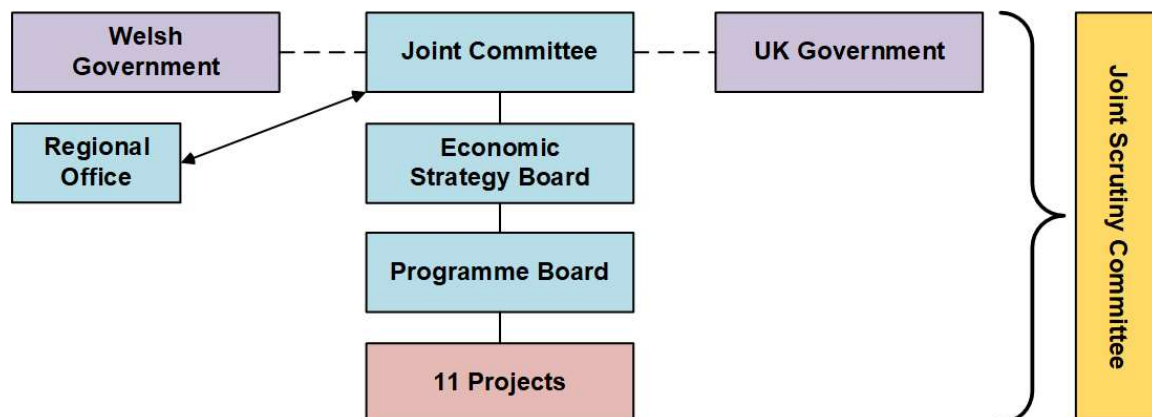 Welsh
Government
Joint Committee
UK Government
Regional
Office
Economic
Strategy Board
Programme Board
11 Projects
Joint Scrutiny Committee